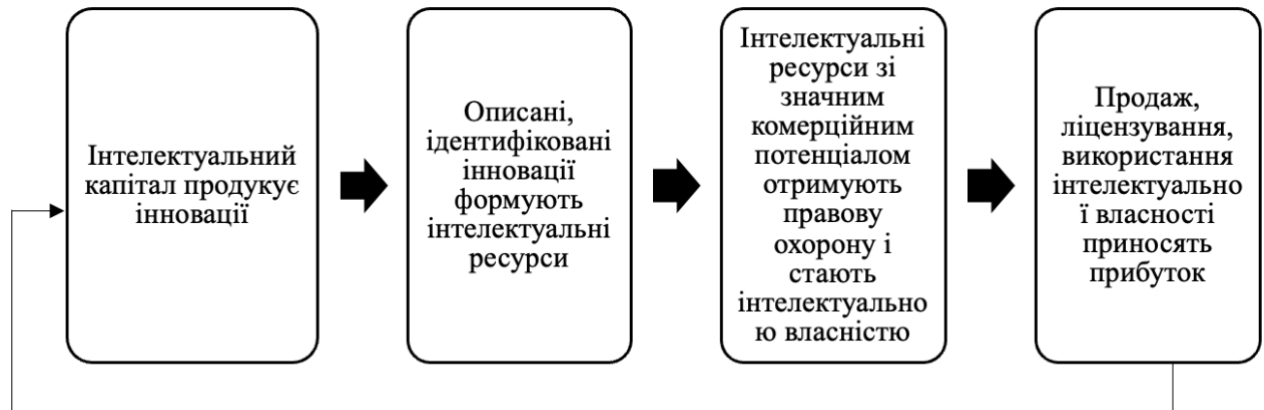 Інтелектуальний
капітал продукує
інновації
Описані,
ідентифіковані
інновації
формують
інтелектуальні
ресурси
Інтелектуальні
ресурси зі
значним
комерційним
потенціалом
отримують
правову
охорону і
стають
інтелектуально
ю власністю
Продаж,
ліцензування,
використання
інтелектуально
ї власності
приносять
прибуток